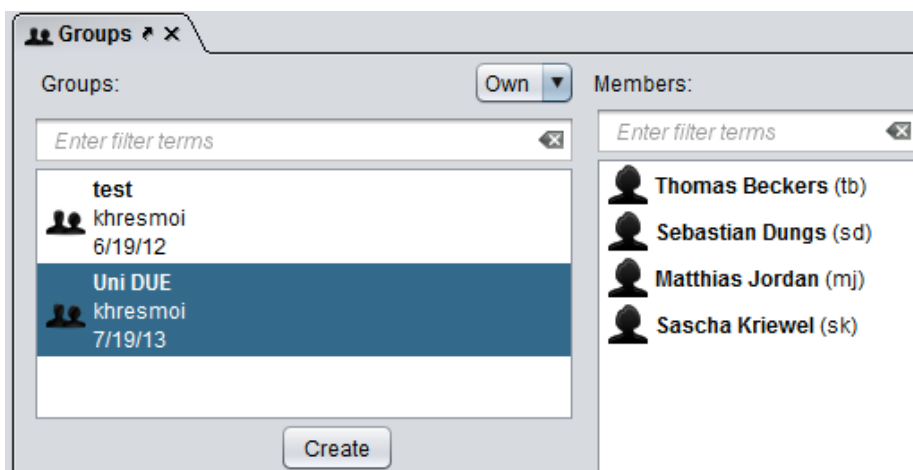 Groups
Groups:
Own
Enter filter terms
test
khresmoi
6/19/12
Uni DUE
khresmoi
7/19/13
Create
Members:
Enter filter terms
Thomas Beckers (tb)
Sebastian Dungs (sd)
Matthias Jordan (mj)
Sascha Kriewel (sk)